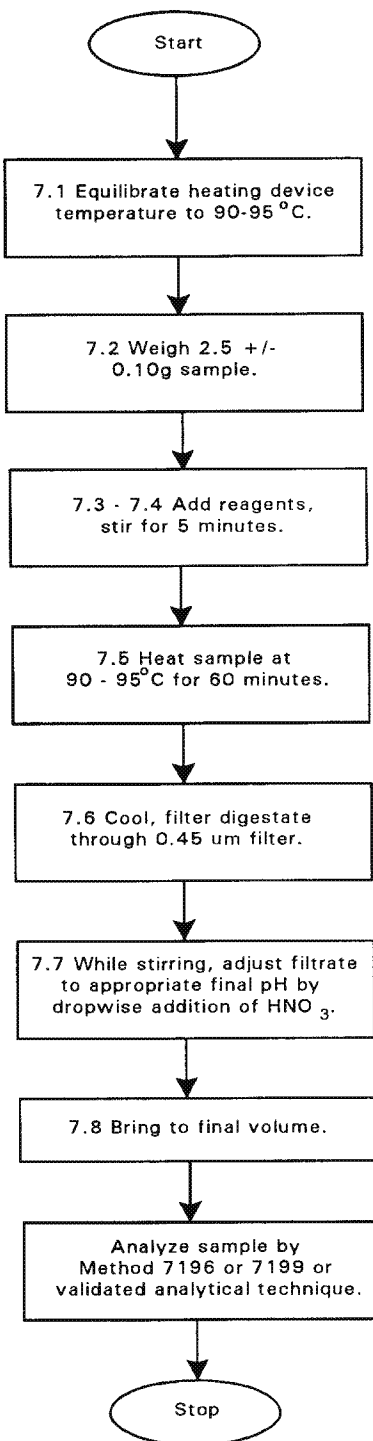 Start
7.1 Equilibrate heating device
temperature to 90-95°C.
7.2 Weigh 2.5 +/-
0.10g sample.
7.3 - 7.4 Add reagents,
stir for 5 minutes.
7.5 Heat sample at
90 - 95°C for 60 minutes.
7.6 Cool, filter digestate
through 0.45 um filter.
7.7 While stirring, adjust filtrate
to appropriate final pH by
dropwise addition of HNO₃.
7.8 Bring to final volume.
Analyze sample by
Method 7196 or 7199 or
validated analytical technique.
Stop